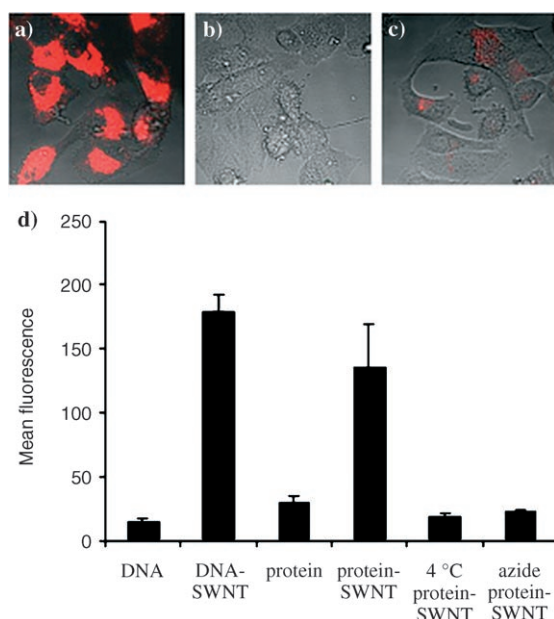 a)
b)
c)
d)
250
200
150
100
50
0
Mean fluorescence
DNA
DNA-
SWNT
protein
protein-
SWNT
4 °C
protein-
SWNT
azide
protein-
SWNT